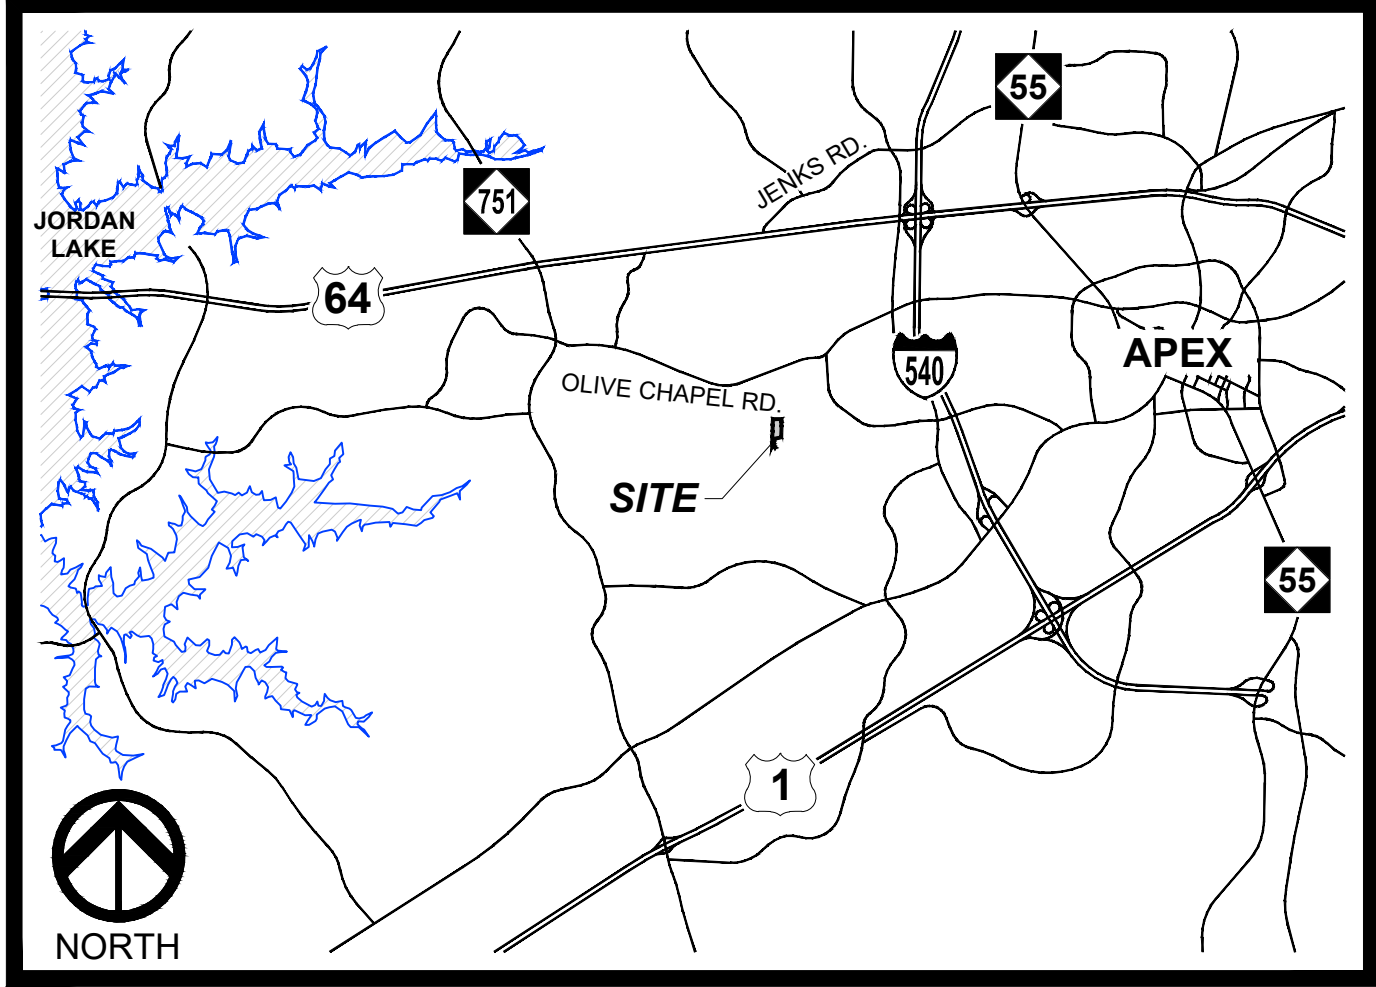 55
JENKS RD.
751
JORDAN
LAKE
64
APEX
540
OLIVE CHAPEL RD.
SITE
55
1
NORTH